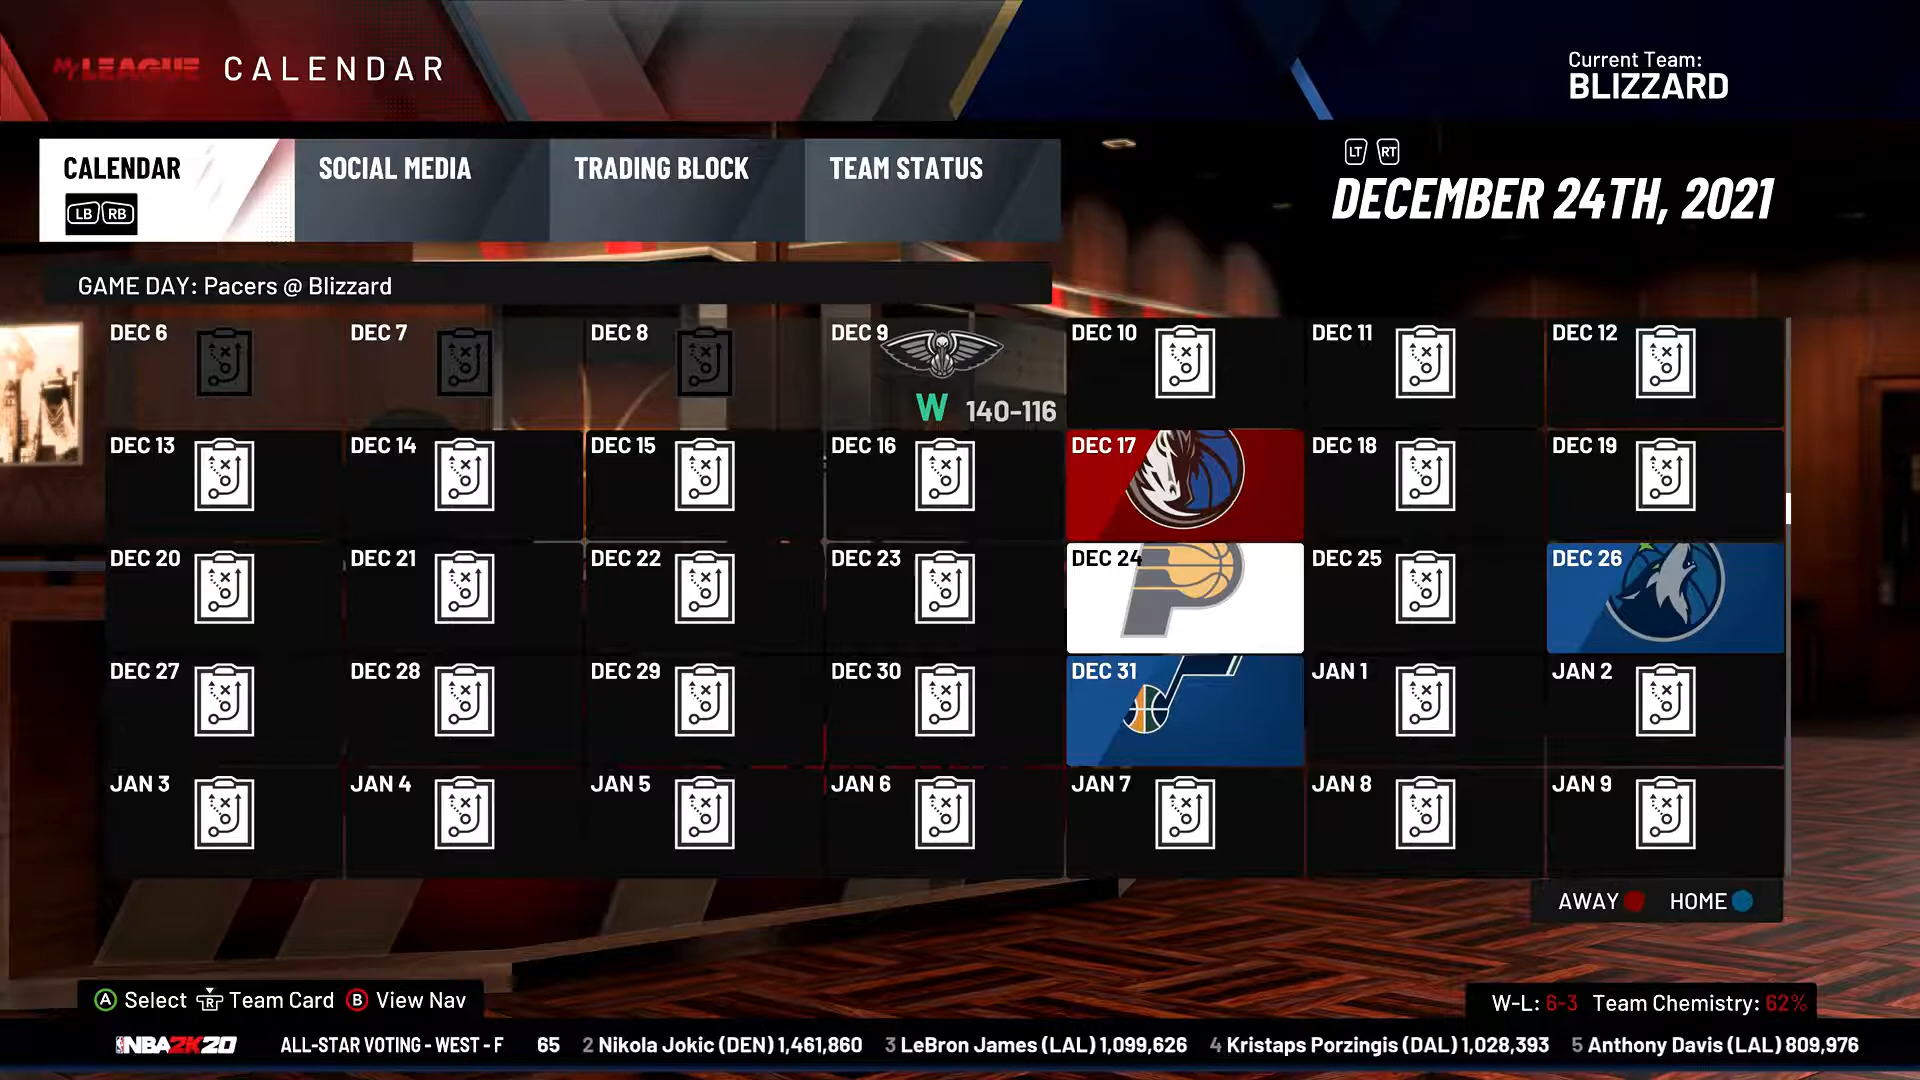 MyLEAGUE CALENDAR
Current Team:
BLIZZARD
CALENDAR
LB RB
SOCIAL MEDIA
TRADING BLOCK
TEAM STATUS
LT RT
DECEMBER 24TH, 2021
GAME DAY: Pacers @ Blizzard
DEC 6 DEC 7 DEC 8 DEC 9 DEC 10 DEC 11 DEC 12
W 140-116
DEC 13 DEC 14 DEC 15 DEC 16 DEC 17 DEC 18 DEC 19
DEC 20 DEC 21 DEC 22 DEC 23 DEC 24 DEC 25 DEC 26
DEC 27 DEC 28 DEC 29 DEC 30 DEC 31 JAN 1 JAN 2
JAN 3 JAN 4 JAN 5 JAN 6 JAN 7 JAN 8 JAN 9
AWAY HOME
A Select R Team Card B View Nav
W-L: 6-3 Team Chemistry: 62%
NBA2K20 ALL-STAR VOTING - WEST - F 65 2 Nikola Jokic (DEN) 1,461,860 3 LeBron James (LAL) 1,099,626 4 Kristaps Porzingis (DAL) 1,028,393 5 Anthony Davis (LAL) 809,976